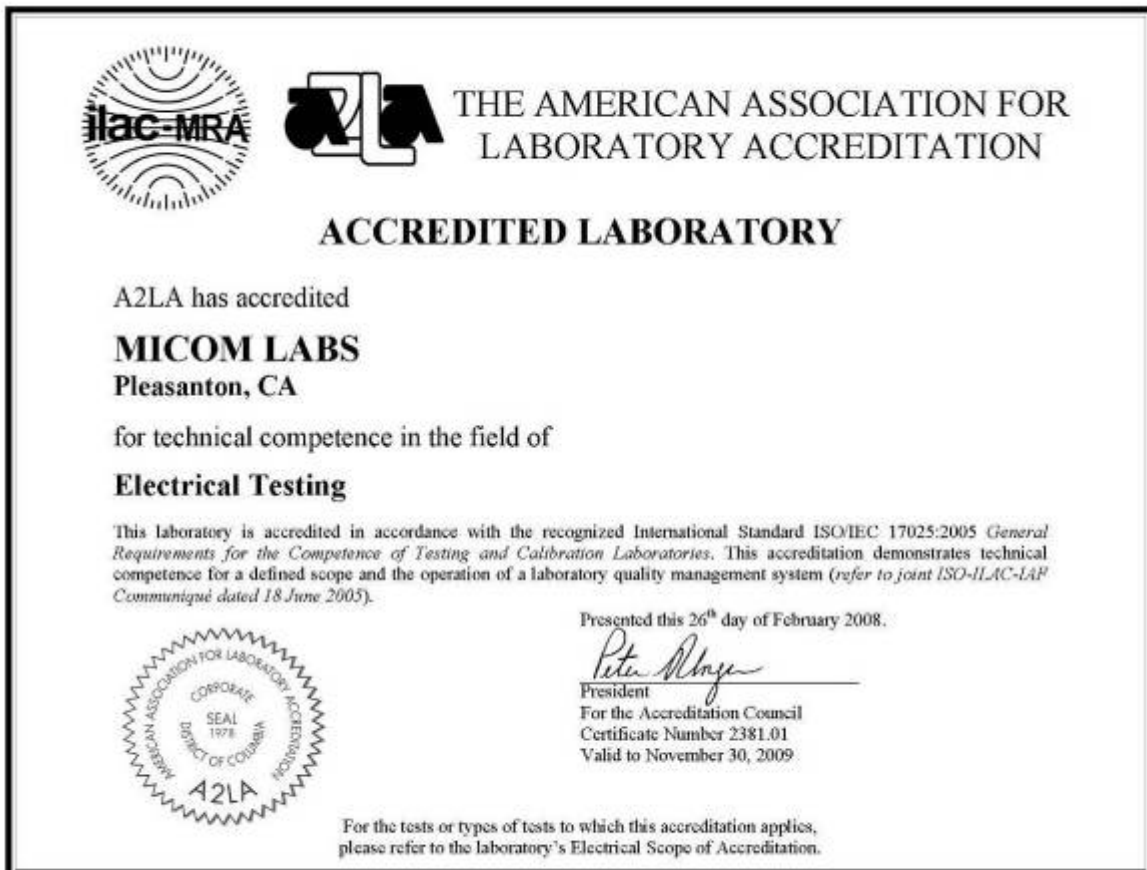 ilac-MRA
A2LA
THE AMERICAN ASSOCIATION FOR
LABORATORY ACCREDITATION
ACCREDITED LABORATORY
A2LA has accredited
MICOM LABS
Pleasanton, CA
for technical competence in the field of
Electrical Testing
This laboratory is accredited in accordance with the recognized International Standard ISO/IEC 17025:2005 General
Requirements for the Competence of Testing and Calibration Laboratories. This accreditation demonstrates technical
competence for a defined scope and the operation of a laboratory quality management system (refer to joint ISO-ILAC-IAF
Communiqué dated 18 June 2005).
Presented this 26th day of February 2008.
Peter
President
For the Accreditation Council
Certificate Number 2381.01
Valid to November 30, 2009
AMERICAN ASSOCIATION FOR LABORATORY ACCREDITATION
CORPORATE
SEAL
1978
DISTRICT OF COLUMBIA
A2LA
For the tests or types of tests to which this accreditation applies,
please refer to the laboratory's Electrical Scope of Accreditation.